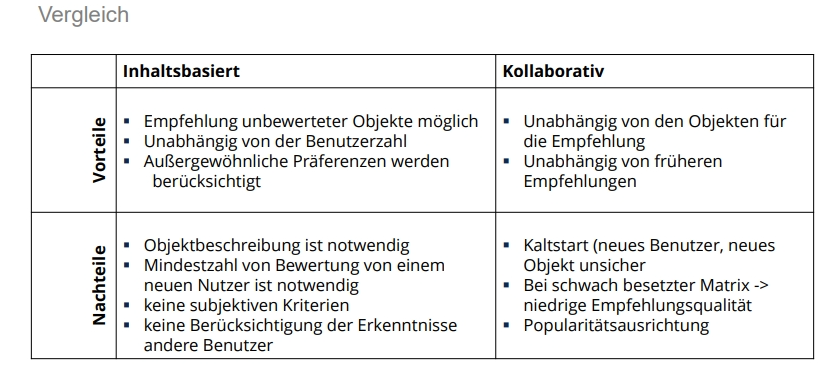 Vergleich
Inhaltsbasiert
Kollaborativ
Vorteile
▪ Empfehlung unbewerteter Objekte möglich
▪ Unabhängig von der Benutzerzahl
▪ Außergewöhnliche Präferenzen werden
berücksichtigt
▪ Unabhängig von den Objekten für
die Empfehlung
▪ Unabhängig von früheren
Empfehlungen
Nachteile
▪ Objektbeschreibung ist notwendig
▪ Mindestzahl von Bewertung von einem
neuen Nutzer ist notwendig
▪ keine subjektiven Kriterien
▪ keine Berücksichtigung der Erkenntnisse
andere Benutzer
▪ Kaltstart (neues Benutzer, neues
Objekt unsicher
▪ Bei schwach besetzter Matrix ->
niedrige Empfehlungsqualität
▪ Popularitätsausrichtung